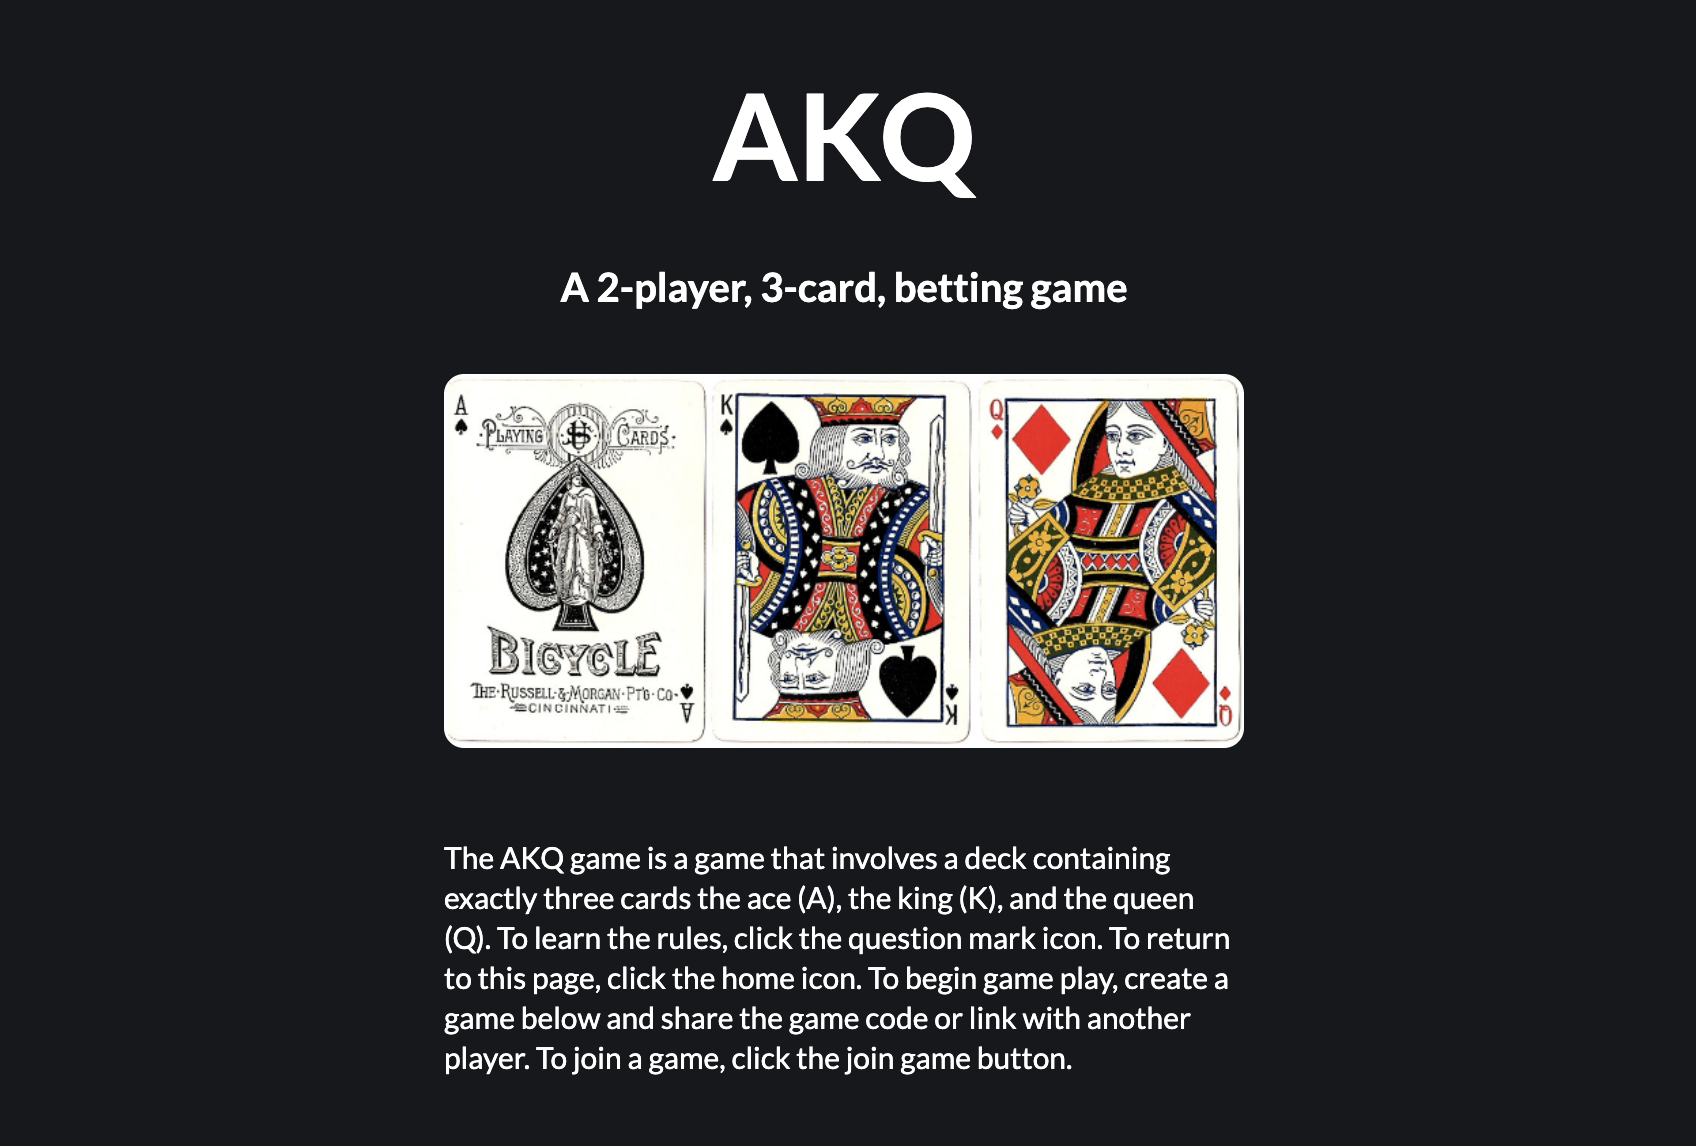 AKQ
A 2-player, 3-card, betting game
A
PLAYING CARDS
BICYCLE
THE·RUSSELL·&·MORGAN·PT'G·CO·
CINCINNATI
A
K
K
Q
Q
The AKQ game is a game that involves a deck containing
exactly three cards the ace (A), the king (K), and the queen
(Q). To learn the rules, click the question mark icon. To return
to this page, click the home icon. To begin game play, create a
game below and share the game code or link with another
player. To join a game, click the join game button.